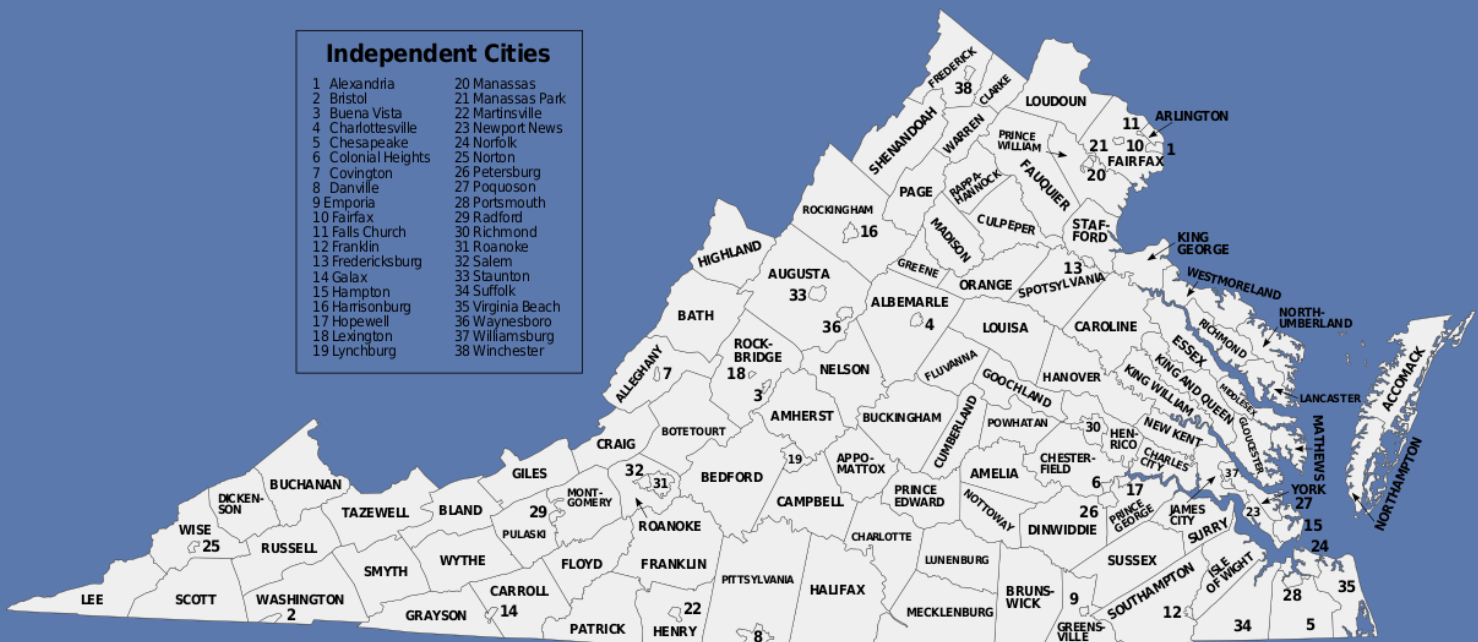 Independent Cities
1 Alexandria
2 Bristol
3 Buena Vista
4 Charlottesville
5 Chesapeake
6 Colonial Heights
7 Covington
8 Danville
9 Emporia
10 Fairfax
11 Falls Church
12 Franklin
13 Fredericksburg
14 Galax
15 Hampton
16 Harrisonburg
17 Hopewell
18 Lexington
19 Lynchburg
20 Manassas
21 Manassas Park
22 Martinsville
23 Newport News
24 Norfolk
25 Norton
26 Petersburg
27 Poquoson
28 Portsmouth
29 Radford
30 Richmond
31 Roanoke
32 Salem
33 Staunton
34 Suffolk
35 Virginia Beach
36 Waynesboro
37 Williamsburg
38 Winchester
FREDERICK
38
CLARKE
LOUDOUN
SHENANDOAH
WARREN
PRINCE
WILLIAM
11
ARLINGTON
21
10
1
FAIRFAX
20
FAUQUIER
PAGE
RAPPA-
HANNOCK
ROCKINGHAM
16
MADISON
CULPEPER
STAF-
FORD
KING
GEORGE
HIGHLAND
AUGUSTA
33
GREENE
ORANGE
13
SPOTSYLVANIA
WESTMORELAND
BATH
36
ALBEMARLE
4
LOUISA
CAROLINE
RICHMOND
NORTH-
UMBERLAND
ESSEX
ALLEGHANY
7
ROCK-
BRIDGE
18
3
NELSON
FLUVANNA
GOOCHLAND
HANOVER
KING AND QUEEN
KING WILLIAM
MIDDLESEX
LANCASTER
ACCOMACK
AMHERST
BUCKINGHAM
CUMBERLAND
POWHATAN
30
HEN-
RICO
NEW KENT
GLOUCESTER
MATHEWS
NORTHAMPTON
CRAIG
BOTETOURT
19
APPO-
MATTOX
CHESTER-
FIELD
CHARLES
CITY
37
GILES
32
31
BEDFORD
AMELIA
6
17
YORK
27
BUCHANAN
DICKEN-
SON
TAZEWELL
BLAND
MONT-
GOMERY
29
PULASKI
ROANOKE
CAMPBELL
PRINCE
EDWARD
NOTTOWAY
26
DINWIDDIE
PRINCE
GEORGE
JAMES
CITY
23
15
24
WISE
25
RUSSELL
CHARLOTTE
SURRY
SMYTH
WYTHE
FLOYD
FRANKLIN
LUNENBURG
SUSSEX
ISLE
OF WIGHT
LEE
SCOTT
WASHINGTON
2
GRAYSON
CARROLL
14
PATRICK
22
HENRY
PITTSYLVANIA
8
HALIFAX
MECKLENBURG
BRUNS-
WICK
9
GREENS-
VILLE
SOUTHAMPTON
12
34
28
5
35